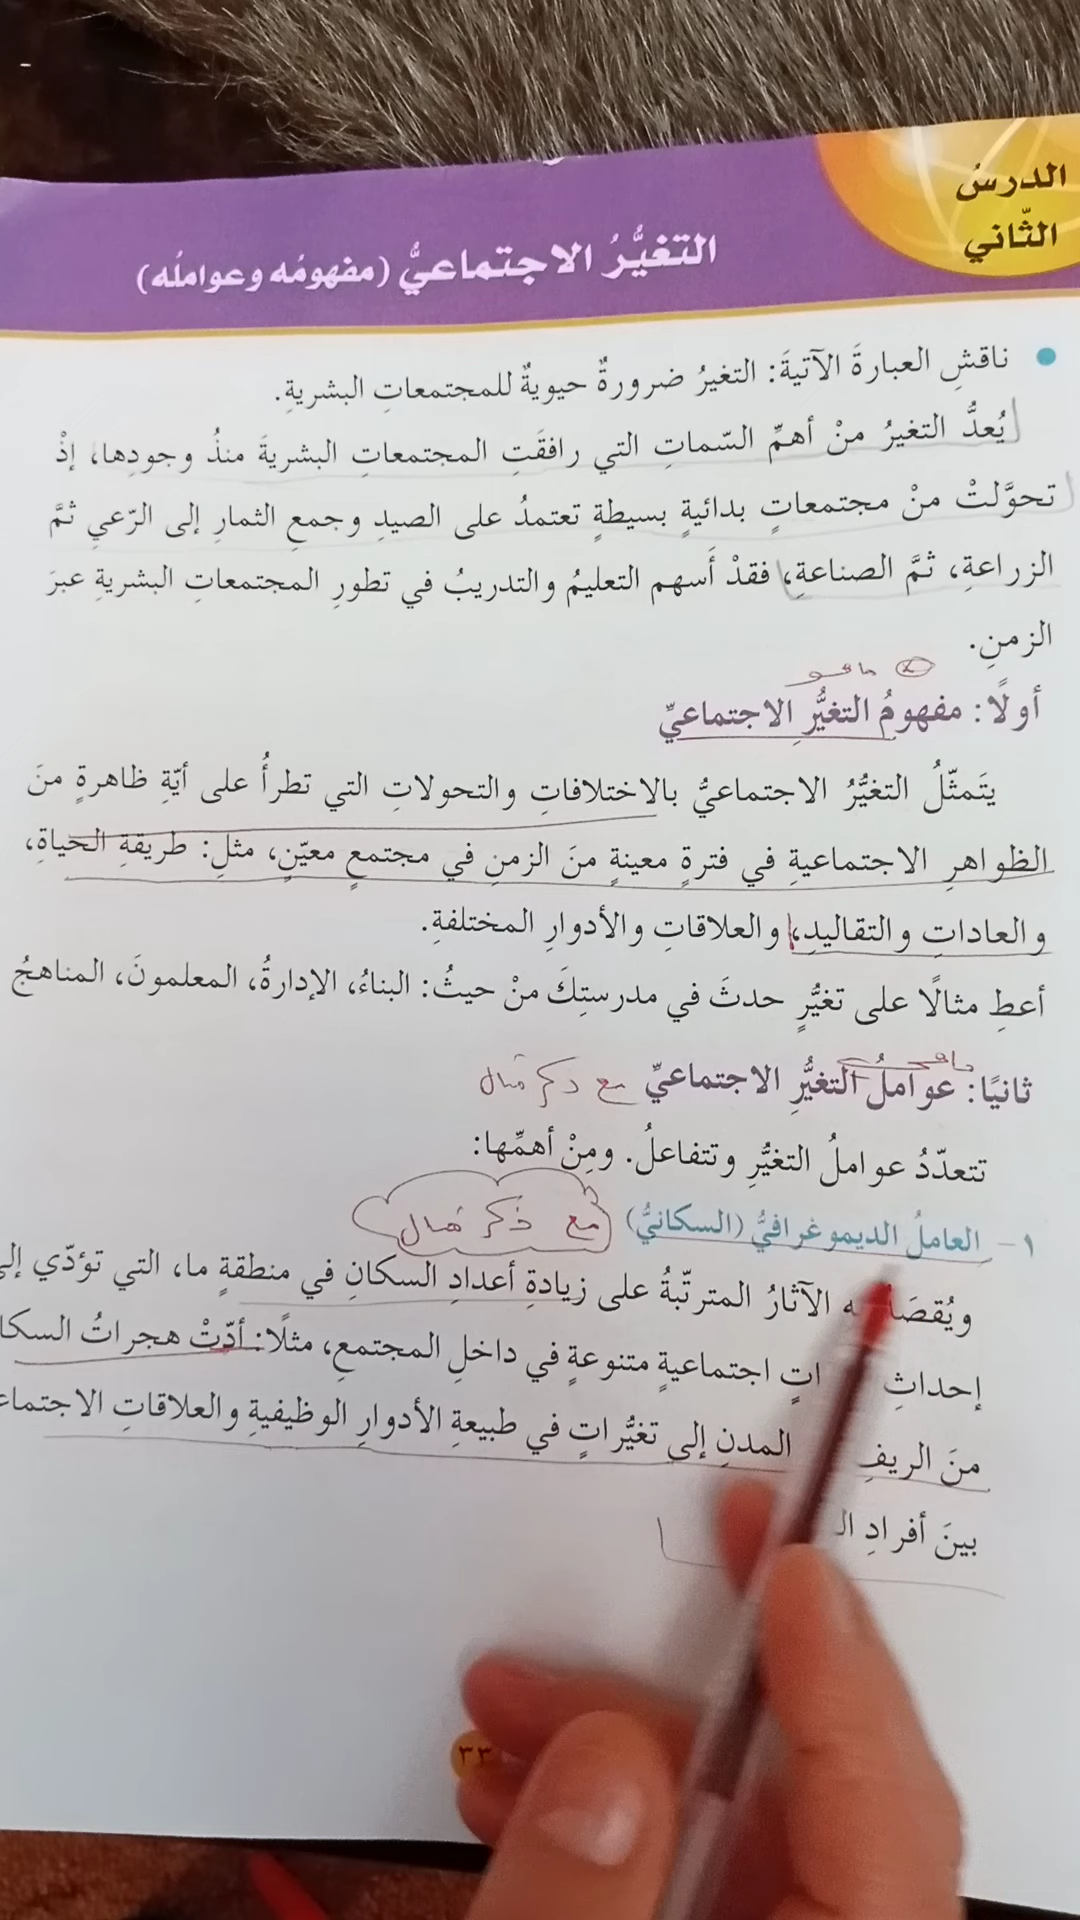 الدرسُ
الثّاني
التغيُّرُ الاجتماعيُّ (مفهومُه وعواملُه)
ناقشِ العبارةَ الآتيةَ: التغيرُ ضرورةٌ حيويةٌ للمجتمعاتِ البشريةِ.
يُعدُّ التغيرُ منْ أهمِّ السّماتِ التي رافقَتِ المجتمعاتِ البشريةَ منذُ وجودِها، إذْ
تحوَّلتْ منْ مجتمعاتٍ بدائيةٍ بسيطةٍ تعتمدُ على الصيدِ وجمعِ الثمارِ إلى الرّعيِ ثمَّ
الزراعةِ، ثمَّ الصناعةِ، فقدْ أَسهم التعليمُ والتدريبُ في تطورِ المجتمعاتِ البشريةِ عبرَ
الزمنِ.
ما هو
أولًا: مفهومُ التغيُّرِ الاجتماعيِّ
يتَمثّلُ التغيُّرُ الاجتماعيُّ بالاختلافاتِ والتحولاتِ التي تطرأُ على أيّةِ ظاهرةٍ منَ
الظواهرِ الاجتماعيةِ في فترةٍ معينةٍ منَ الزمنِ في مجتمعٍ معيّنٍ، مثلِ: طريقةِ الحياةِ،
والعاداتِ والتقاليدِ، والعلاقاتِ والأدوارِ المختلفةِ.
أعطِ مثالًا على تغيُّرٍ حدثَ في مدرستِكَ منْ حيثُ: البناءُ، الإدارةُ، المعلمونَ، المناهجُ
ثانيًا: عواملُ التغيُّرِ الاجتماعيِّ مع ذكر مثال
تتعدّدُ عواملُ التغيُّرِ وتتفاعلُ. ومِنْ أهمِّها:
١- العاملُ الديموغرافيُّ (السكانيُّ) مع ذكر مثال
الآثارُ المترتّبةُ على زيادةِ أعدادِ السكانِ في منطقةٍ ما، التي تؤدّي
إحداثِ اجتماعيةٍ متنوعةٍ في داخلِ المجتمعِ، مثلًا: أدّتْ هجراتُ
منَ الريفِ المدنِ إلى تغيُّراتٍ في طبيعةِ الأدوارِ الوظيفيةِ والعلاقاتِ
بينَ أفرادِ
٣٣